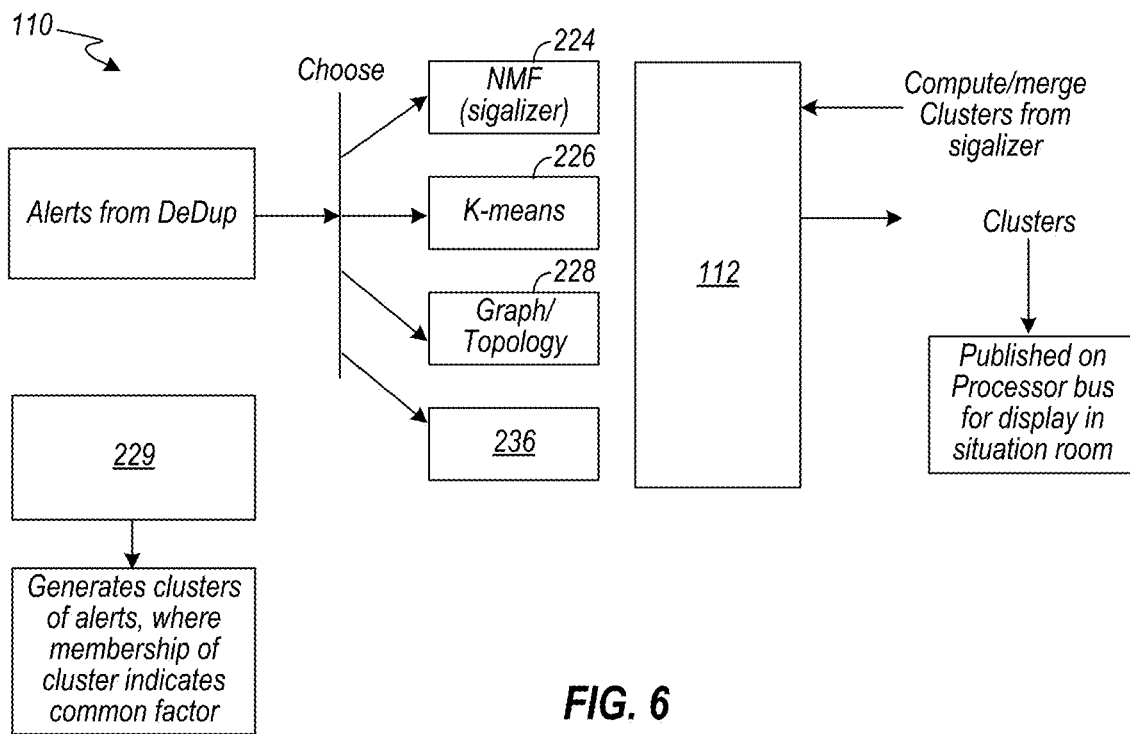 110
Choose
224
NMF
(sigalizer)
Compute/merge
Clusters from
sigalizer
Alerts from DeDup
226
K-means
112
Clusters
228
Graph/
Topology
Published on
Processor bus
for display in
situation room
229
236
Generates clusters
of alerts, where
membership of
cluster indicates
common factor
FIG. 6